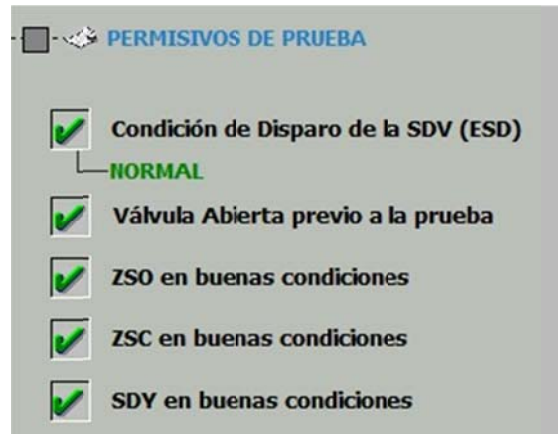 PERMISIVOS DE PRUEBA
Condición de Disparo de la SDV (ESD)
NORMAL
Válvula Abierta previo a la prueba
ZSO en buenas condiciones
ZSC en buenas condiciones
SDY en buenas condiciones